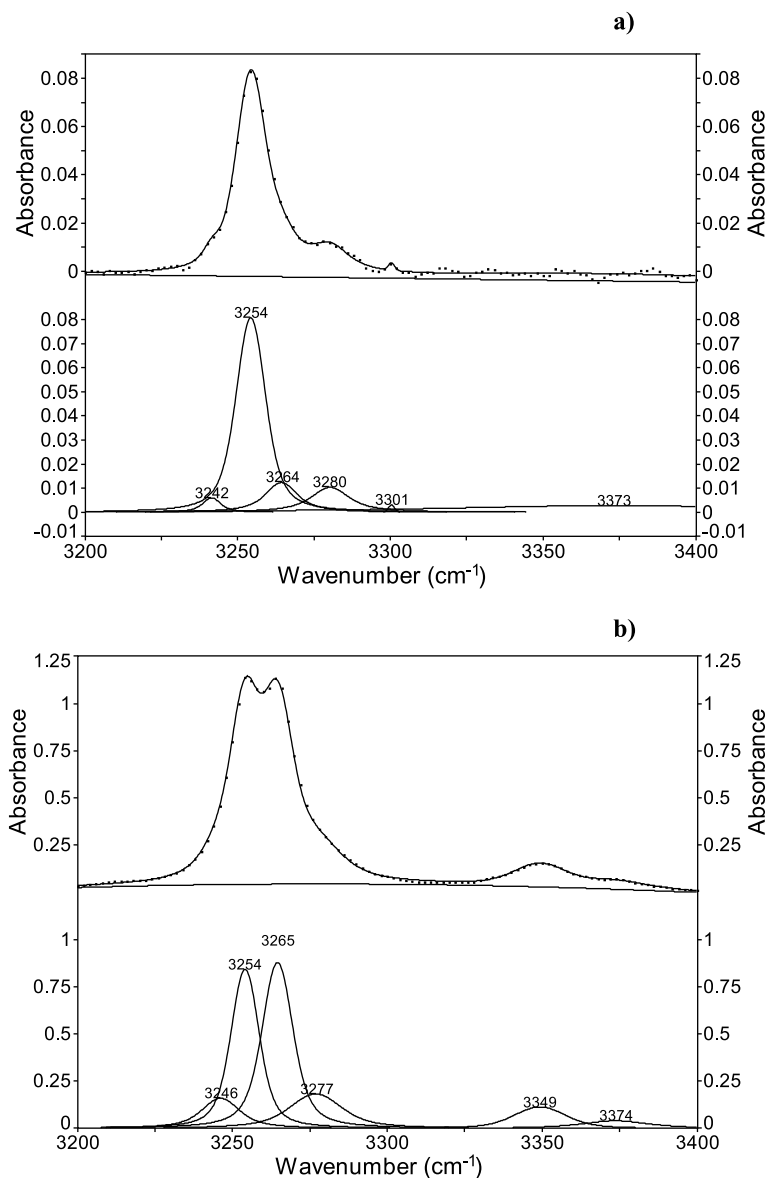 a)
0.08 0.08
0.06 0.06
0.04 0.04
0.02 0.02
0 0
Absorbance
Absorbance
3254
0.08 0.08
0.07 0.07
0.06 0.06
0.05 0.05
0.04 0.04
0.03 0.03
0.02 0.02
0.01 0.01
0 0
-0.01 -0.01
3242 3264 3280 3301 3373
3200 3250 3300 3350 3400
Wavenumber (cm⁻¹)
b)
1.25 1.25
1 1
0.75 0.75
0.5 0.5
0.25 0.25
Absorbance
Absorbance
3265
3254
1 1
0.75 0.75
0.5 0.5
0.25 0.25
0 0
3246 3277 3349 3374
3200 3250 3300 3350 3400
Wavenumber (cm⁻¹)